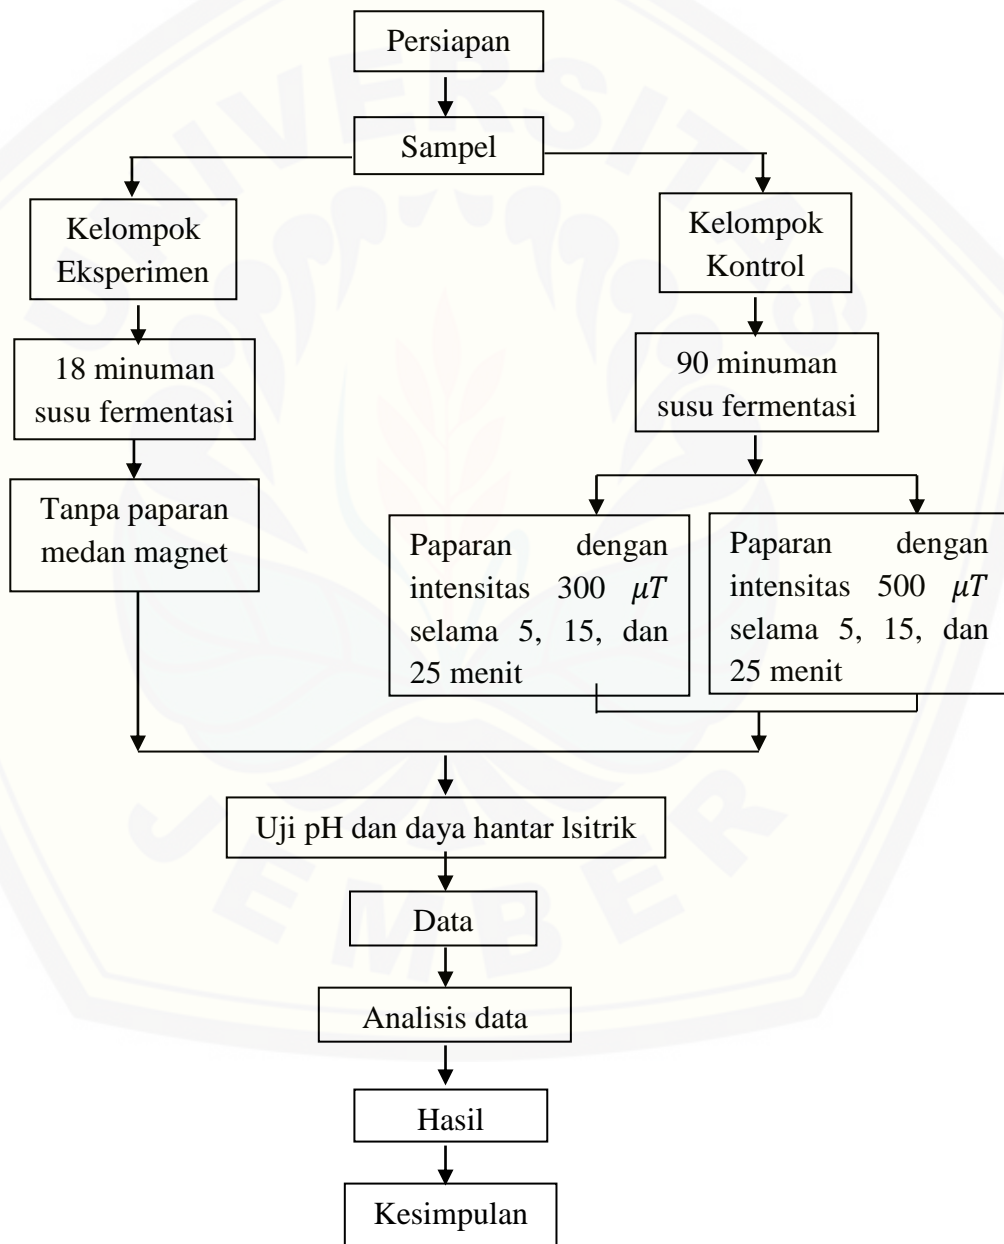 Persiapan
Sampel
Kelompok
Eksperimen
Kelompok
Kontrol
18 minuman
susu fermentasi
90 minuman
susu fermentasi
Tanpa paparan
medan magnet
Paparan dengan
intensitas 300 μT
selama 5, 15, dan
25 menit
Paparan dengan
intensitas 500 μT
selama 5, 15, dan
25 menit
Uji pH dan daya hantar lsitrik
Data
Analisis data
Hasil
Kesimpulan
UNIVERSITAS
JEMBER